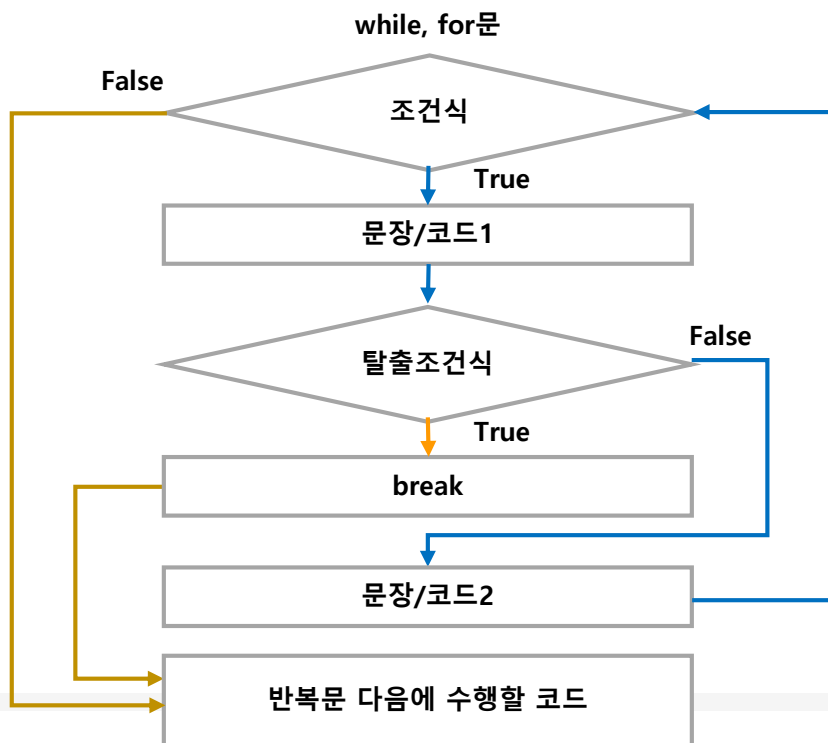 while, for문
False
조건식
True
문장/코드1
탈출조건식
False
True
break
문장/코드2
반복문 다음에 수행할 코드